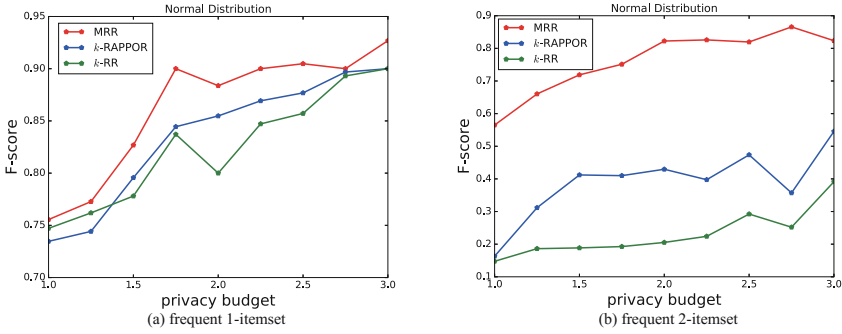 Normal Distribution
0.95
0.90
0.85
0.80
0.75
0.70
F-score
MRR
k-RAPPOR
k-RR
1.0 1.5 2.0 2.5 3.0
privacy budget
(a) frequent 1-itemset
Normal Distribution
0.9
0.8
0.7
0.6
0.5
0.4
0.3
0.2
0.1
F-score
MRR
k-RAPPOR
k-RR
1.0 1.5 2.0 2.5 3.0
privacy budget
(b) frequent 2-itemset